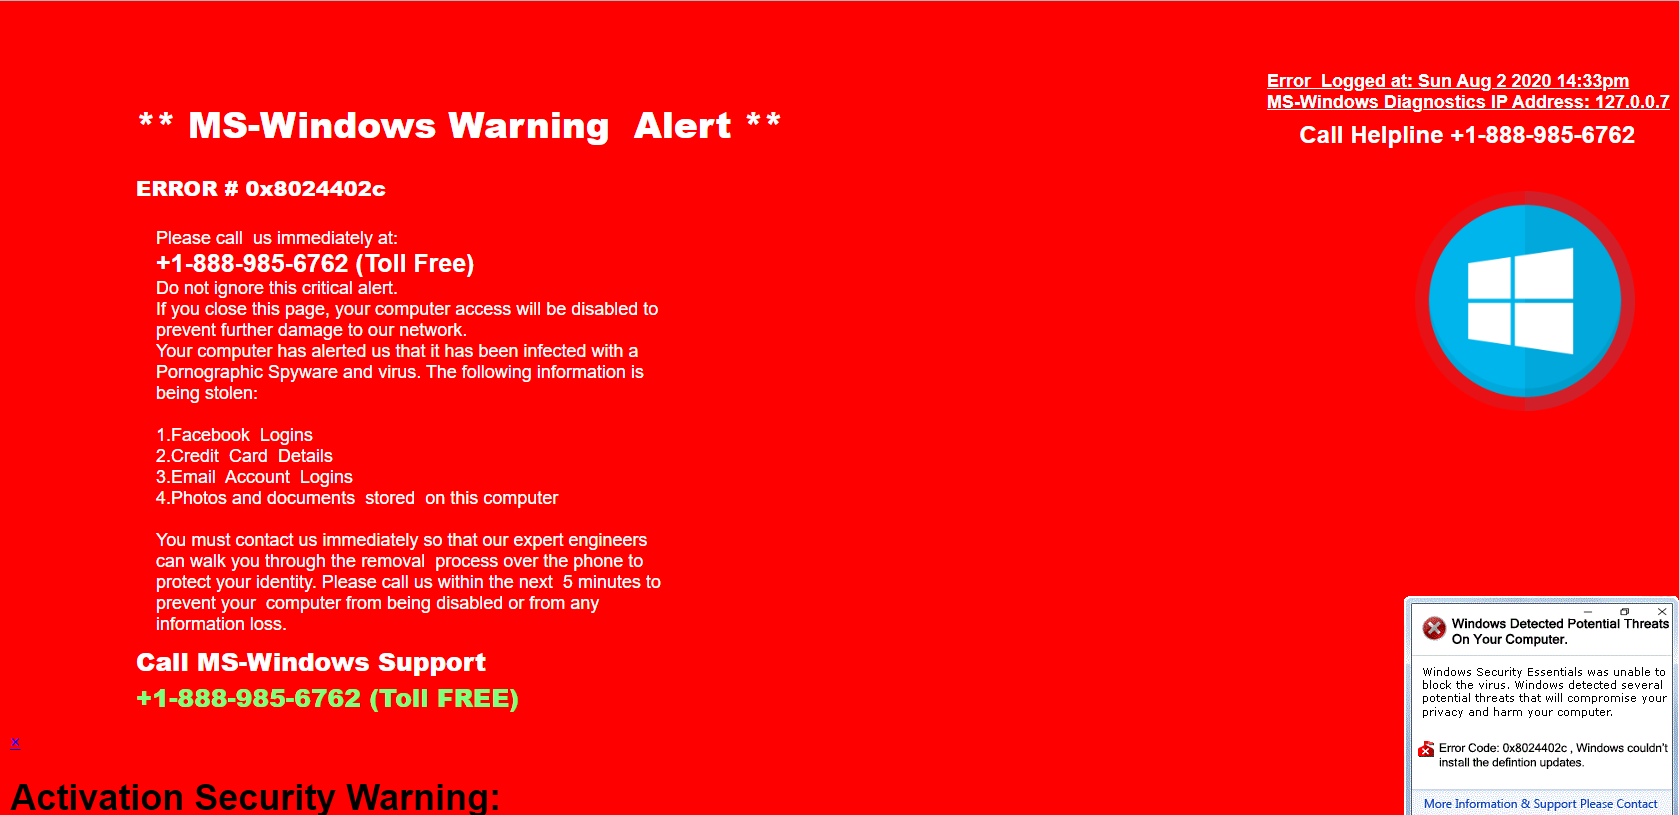 Error Logged at: Sun Aug 2 2020 14:33pm
MS-Windows Diagnostics IP Address: 127.0.0.7
Call Helpline +1-888-985-6762
** MS-Windows Warning Alert **
ERROR # 0x8024402c
Please call us immediately at:
+1-888-985-6762 (Toll Free)
Do not ignore this critical alert.
If you close this page, your computer access will be disabled to
prevent further damage to our network.
Your computer has alerted us that it has been infected with a
Pornographic Spyware and virus. The following information is
being stolen:
1.Facebook Logins
2.Credit Card Details
3.Email Account Logins
4.Photos and documents stored on this computer
You must contact us immediately so that our expert engineers
can walk you through the removal process over the phone to
protect your identity. Please call us within the next 5 minutes to
prevent your computer from being disabled or from any
information loss.
Call MS-Windows Support
+1-888-985-6762 (Toll FREE)
×
Activation Security Warning:
Windows Detected Potential Threats
On Your Computer.
Windows Security Essentials was unable to
block the virus. Windows detected several
potential threats that will compromise your
privacy and harm your computer.
Error Code: 0x8024402c , Windows couldn't
install the defintion updates.
More Information & Support Please Contact